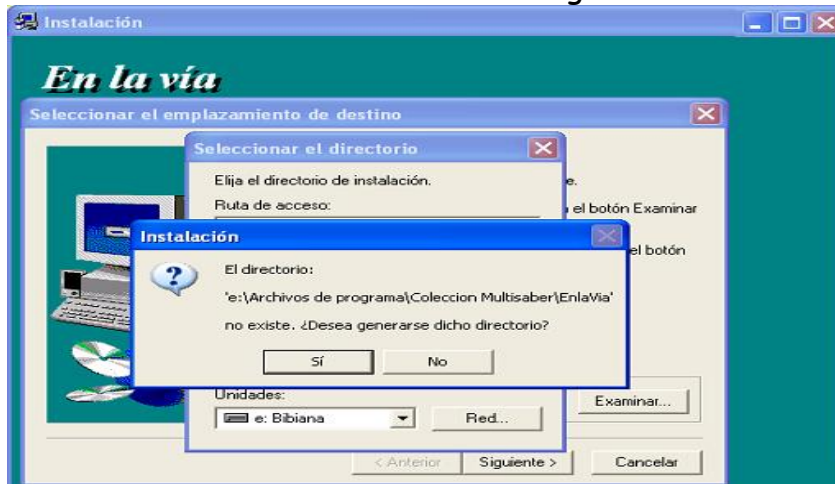 Instalación
En la vía
Seleccionar el emplazamiento de destino
Seleccionar el directorio
Elija el directorio de instalación.
e.
Ruta de acceso:
el botón Examinar
Instalación
el botón
El directorio:
'e:\Archivos de programa\Coleccion Multisaber\EnlaVia'
no existe. ¿Desea generarse dicho directorio?
Sí
No
Unidades:
Examinar...
e: Bibiana
Red...
< Anterior
Siguiente >
Cancelar